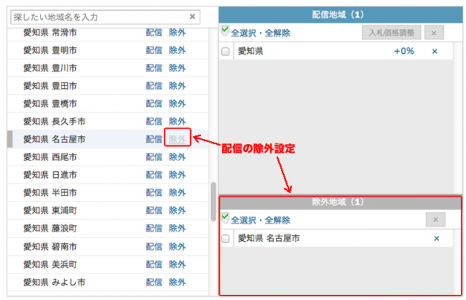 探したい地域名を入力 ×
愛知県 常滑市 配信 除外
愛知県 豊明市 配信 除外
愛知県 豊川市 配信 除外
愛知県 豊田市 配信 除外
愛知県 豊橋市 配信 除外
愛知県 長久手市 配信 除外
愛知県 名古屋市 配信 除外
愛知県 西尾市 配信 除外
愛知県 日進市 配信 除外
愛知県 半田市 配信 除外
愛知県 東浦町 配信 除外
愛知県 藤浪町 配信 除外
愛知県 碧南市 配信 除外
愛知県 美浜町 配信 除外
愛知県 みよし市 配信 除外
配信地域（1）
全選択・全解除 入札価格調整 ×
愛知県 +0% ×
配信の除外設定
除外地域（1）
全選択・全解除 ×
愛知県 名古屋市 ×